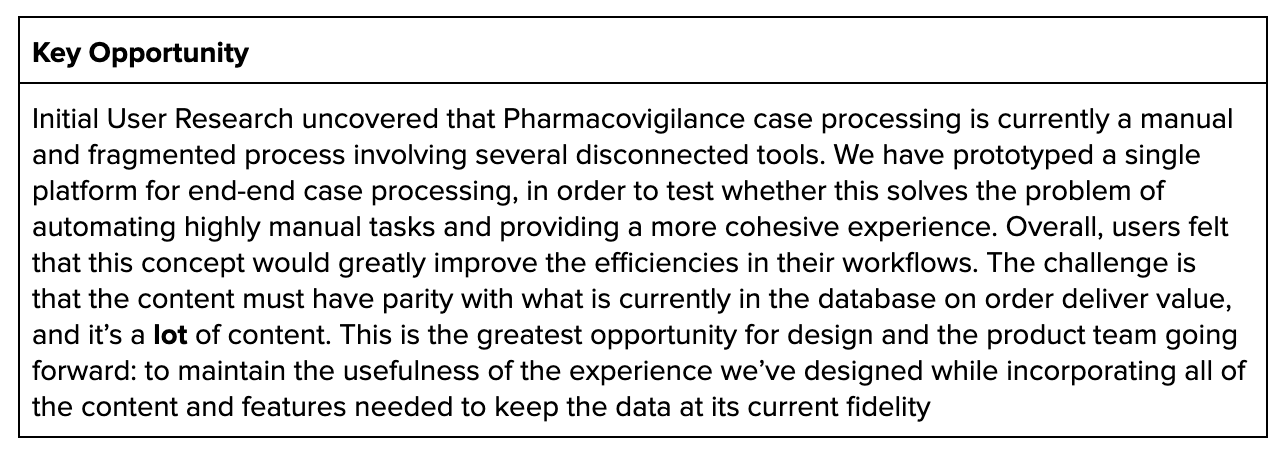 Key Opportunity
Initial User Research uncovered that Pharmacovigilance case processing is currently a manual
and fragmented process involving several disconnected tools. We have prototyped a single
platform for end-end case processing, in order to test whether this solves the problem of
automating highly manual tasks and providing a more cohesive experience. Overall, users felt
that this concept would greatly improve the efficiencies in their workflows. The challenge is
that the content must have parity with what is currently in the database on order deliver value,
and it’s a lot of content. This is the greatest opportunity for design and the product team going
forward: to maintain the usefulness of the experience we’ve designed while incorporating all of
the content and features needed to keep the data at its current fidelity